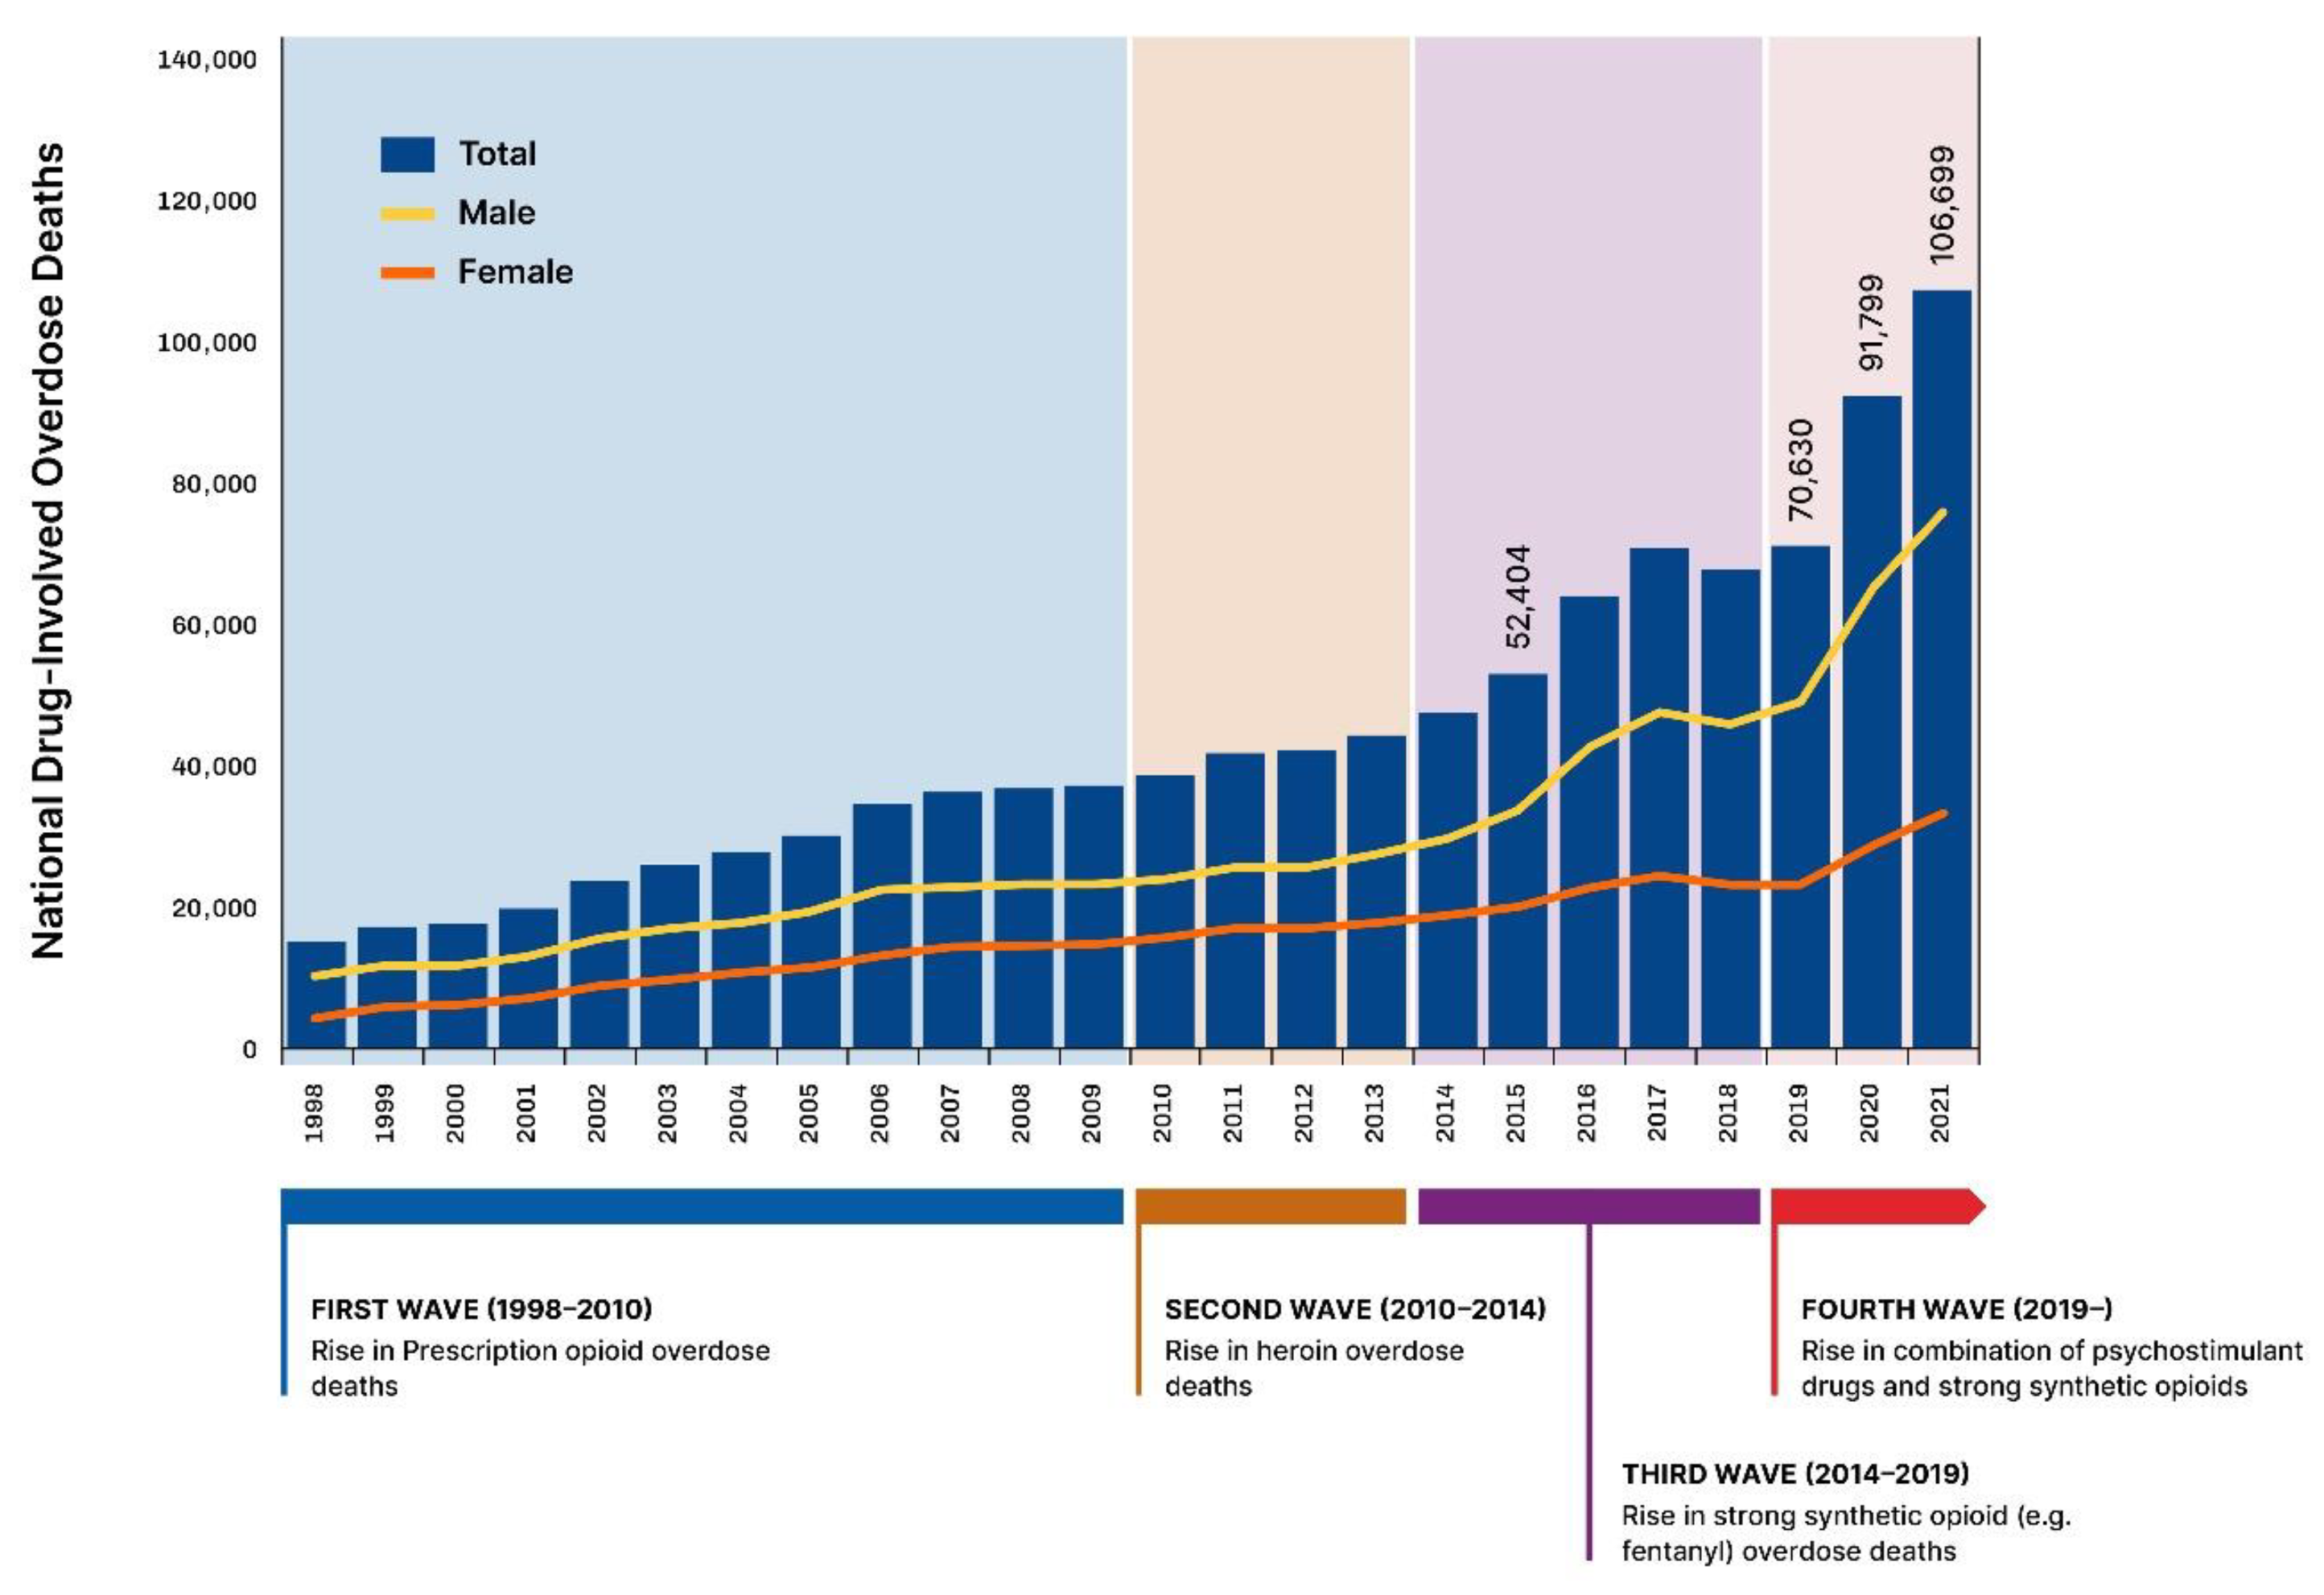 National Drug-Involved Overdose Deaths
140,000
120,000
100,000
80,000
60,000
40,000
20,000
0
Total
Male
Female
52,404
70,630
91,799
106,699
1998
1999
2000
2001
2002
2003
2004
2005
2006
2007
2008
2009
2010
2011
2012
2013
2014
2015
2016
2017
2018
2019
2020
2021
FIRST WAVE (1998–2010)
Rise in Prescription opioid overdose
deaths
SECOND WAVE (2010–2014)
Rise in heroin overdose
deaths
THIRD WAVE (2014–2019)
Rise in strong synthetic opioid (e.g.
fentanyl) overdose deaths
FOURTH WAVE (2019–)
Rise in combination of psychostimulant
drugs and strong synthetic opioids